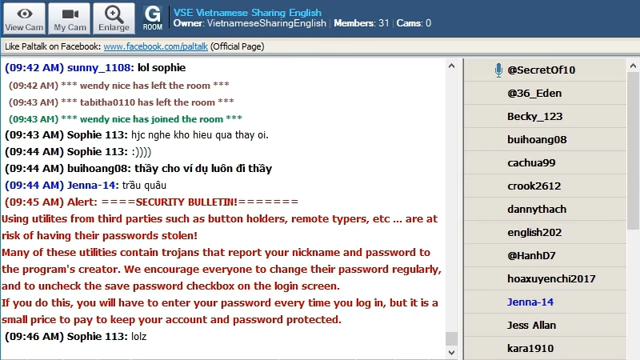 View Cam
My Cam
Enlarge
G
ROOM
VSE Vietnamese Sharing English
Owner: VietnameseSharingEnglish | Members: 31 | Cams: 0
Like Paltalk on Facebook: www.facebook.com/paltalk (Official Page)
(09:42 AM) sunny_1108: lol sophie
(09:42 AM) *** wendy nice has left the room ***
(09:43 AM) *** tabitha0110 has left the room ***
(09:43 AM) *** wendy nice has joined the room ***
(09:43 AM) Sophie 113: hjc nghe kho hieu qua thay oi.
(09:44 AM) Sophie 113: :))))
(09:44 AM) buihoang08: thầy cho ví dụ luôn đi thầy
(09:44 AM) Jenna-14: trầu quâu
(09:45 AM) Alert: ====SECURITY BULLETIN!=======
Using utilites from third parties such as button holders, remote typers, etc ... are at
risk of having their passwords stolen!
Many of these utilities contain trojans that report your nickname and password to
the program's creator. We encourage everyone to change their password regularly,
and to uncheck the save password checkbox on the login screen.
If you do this, you will have to enter your password every time you log in, but it is a
small price to pay to keep your account and password protected.
(09:46 AM) Sophie 113: lolz
@SecretOf10
@36_Eden
Becky_123
buihoang08
cachua99
crook2612
dannythach
english202
@HanhD7
hoaxuyenchi2017
Jenna-14
Jess Allan
kara1910